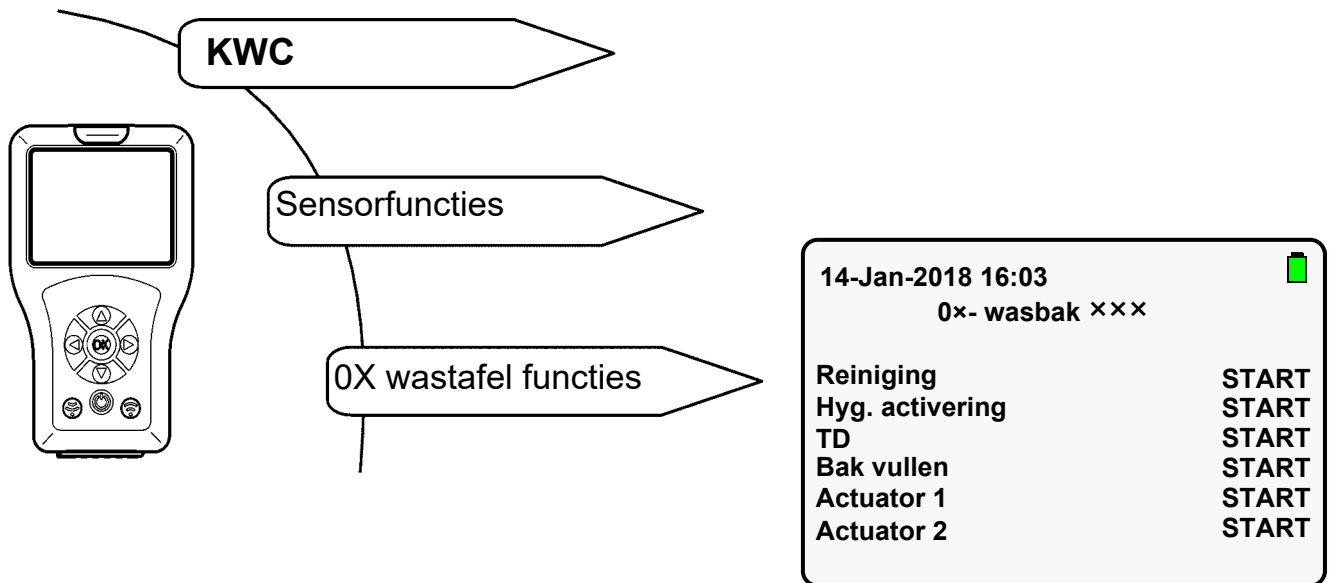 KWC
Sensorfuncties
0X wastafel functies
OK
14-Jan-2018 16:03
0×- wasbak ×××
Reiniging START
Hyg. activering START
TD START
Bak vullen START
Actuator 1 START
Actuator 2 START